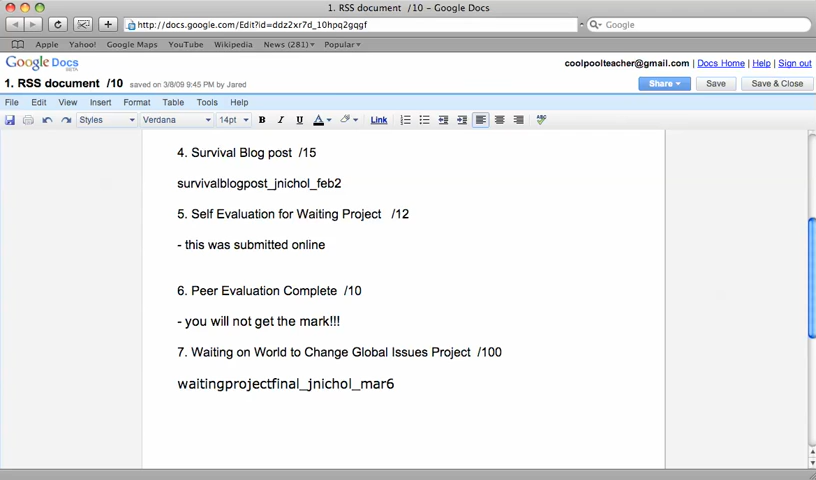 1. RSS document /10 - Google Docs
http://docs.google.com/Edit?id=ddz2xr7d_10hpq2gqgf
Google
Apple Yahoo! Google Maps YouTube Wikipedia News (281) Popular
Google Docs BETA
coolpoolteacher@gmail.com | Docs Home | Help | Sign out
1. RSS document /10 saved on 3/8/09 9:45 PM by Jared
Share Save Save & Close
File Edit View Insert Format Table Tools Help
Styles Verdana 14pt B I U A Link ABC
4. Survival Blog post /15
survivalblogpost_jnichol_feb2
5. Self Evaluation for Waiting Project /12
- this was submitted online
6. Peer Evaluation Complete /10
- you will not get the mark!!!
7. Waiting on World to Change Global Issues Project /100
waitingprojectfinal_jnichol_mar6